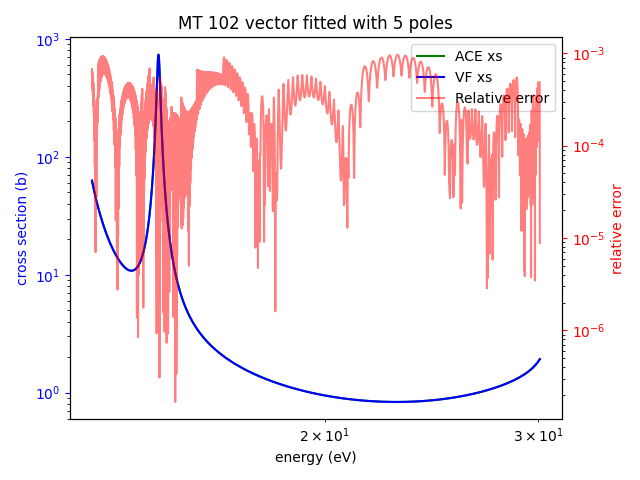 MT 102 vector fitted with 5 poles
ACE xs
VF xs
Relative error
10³
10²
10¹
10⁰
cross section (b)
10⁻³
10⁻⁴
10⁻⁵
10⁻⁶
relative error
2 × 10¹
3 × 10¹
energy (eV)